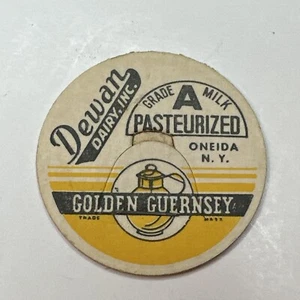 Dewan
DAIRY, INC.
GRADE A MILK
PASTEURIZED
ONEIDA
N. Y.
GOLDEN GUERNSEY
TRADE MARK